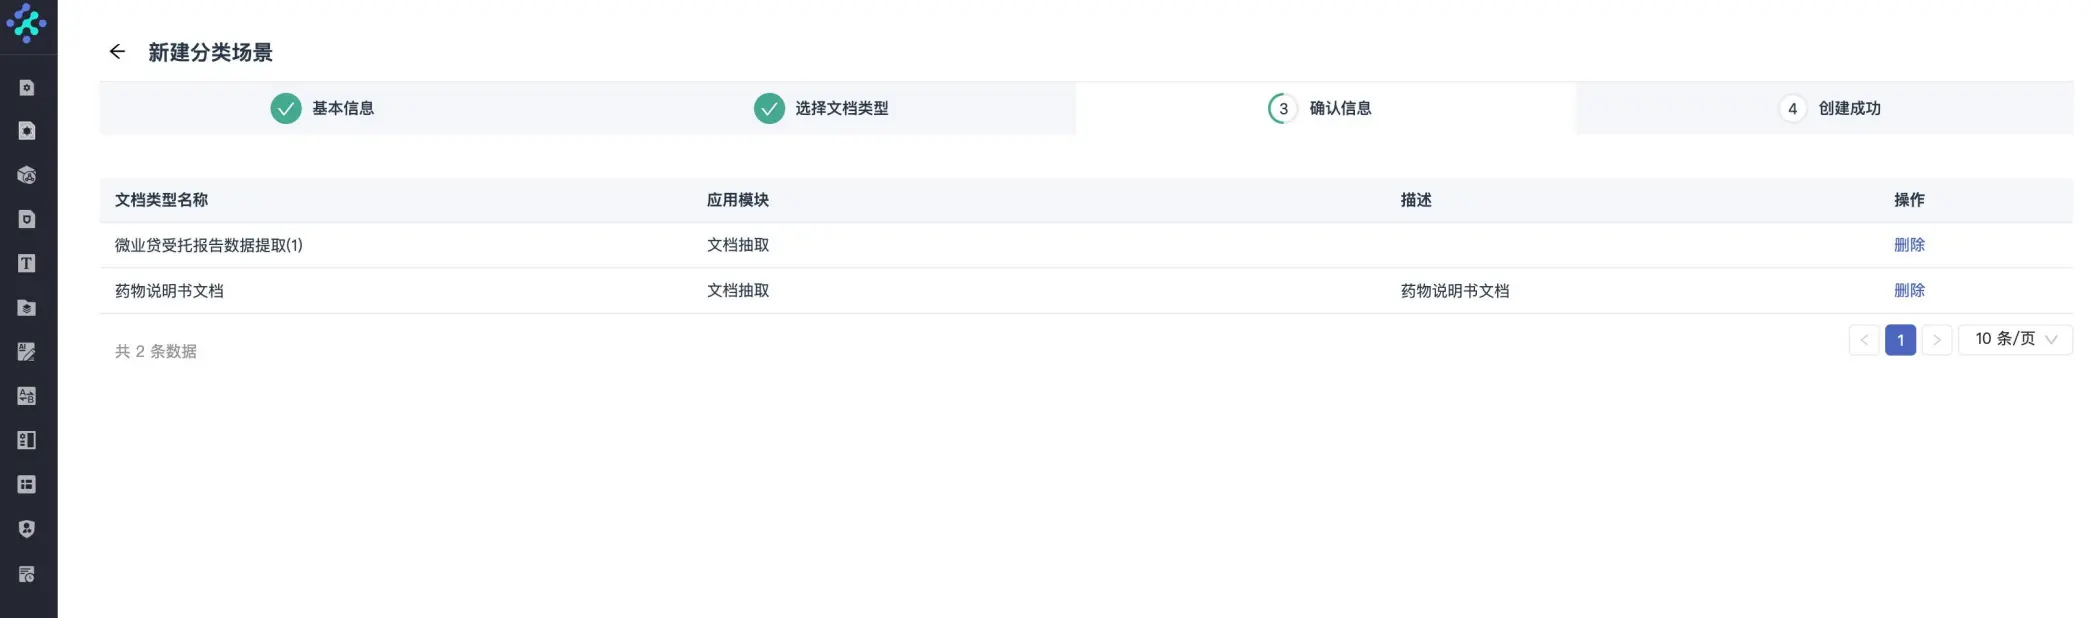 新建分类场景
基本信息
选择文档类型
3 确认信息
4 创建成功
文档类型名称 应用模块 描述 操作
微业贷受托报告数据提取(1) 文档抽取 删除
药物说明书文档 文档抽取 药物说明书文档 删除
共 2 条数据
< 1 > 10 条/页